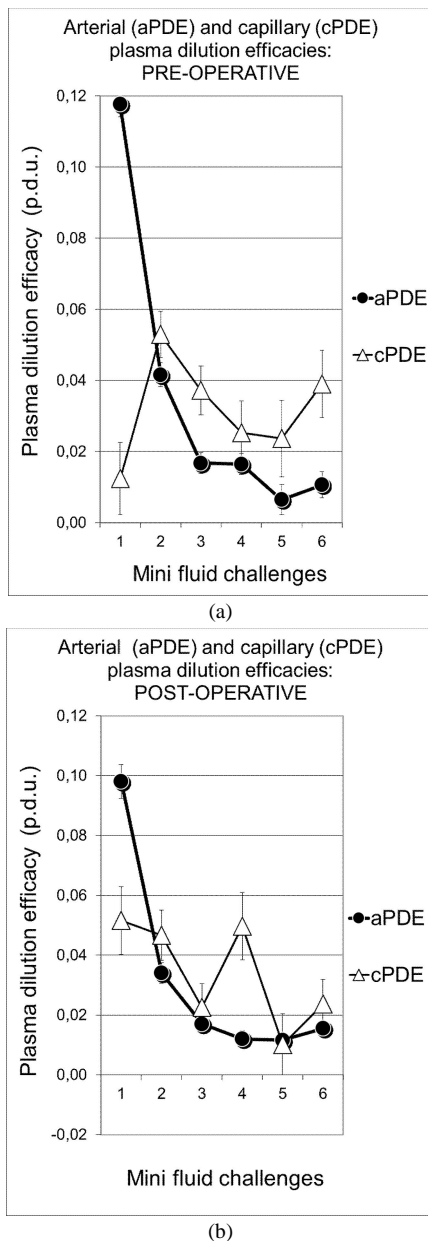 Arterial (aPDE) and capillary (cPDE)
plasma dilution efficacies:
PRE-OPERATIVE
Plasma dilution efficacy (p.d.u.)
0,12
0,10
0,08
0,06
0,04
0,02
0,00
1 2 3 4 5 6
Mini fluid challenges
aPDE
cPDE
(a)
Arterial (aPDE) and capillary (cPDE)
plasma dilution efficacies:
POST-OPERATIVE
Plasma dilution efficacy (p.d.u.)
0,12
0,10
0,08
0,06
0,04
0,02
0,00
-0,02
1 2 3 4 5 6
Mini fluid challenges
aPDE
cPDE
(b)